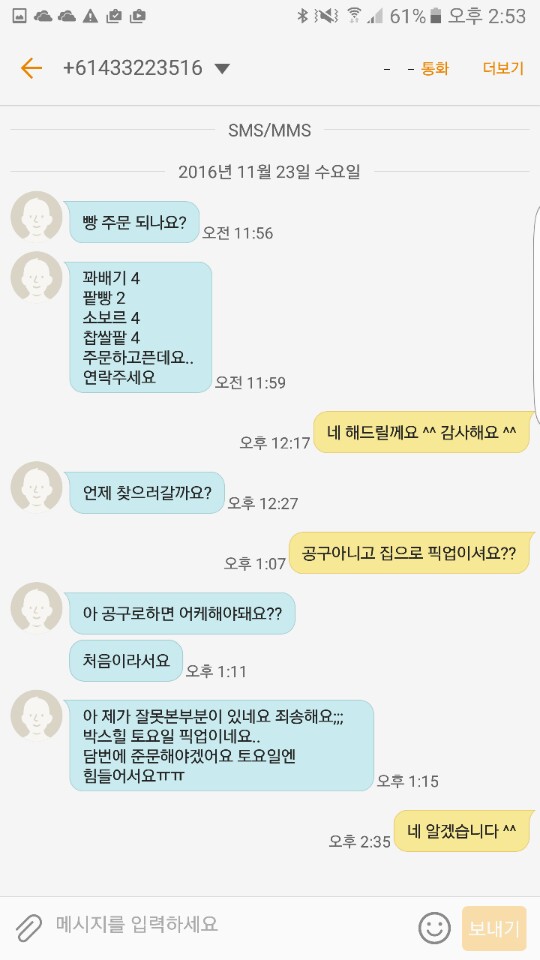 61% 오후 2:53
+61433223516 통화 더보기
SMS/MMS
2016년 11월 23일 수요일
빵 주문 되나요?
오전 11:56
꽈배기 4
팥빵 2
소보르 4
찹쌀팥 4
주문하고픈데요..
연락주세요
오전 11:59
네 해드릴께요 ^^ 감사해요 ^^
오후 12:17
언제 찾으러갈까요?
오후 12:27
공구아니고 집으로 픽업이셔요??
오후 1:07
아 공구로하면 어케해야돼요??
처음이라서요
오후 1:11
아 제가 잘못본부분이 있네요 죄송해요;;;
박스힐 토요일 픽업이네요..
담번에 준문해야겠어요 토요일엔
힘들어서요ㅠㅠ
오후 1:15
네 알겠습니다 ^^
오후 2:35
메시지를 입력하세요
보내기